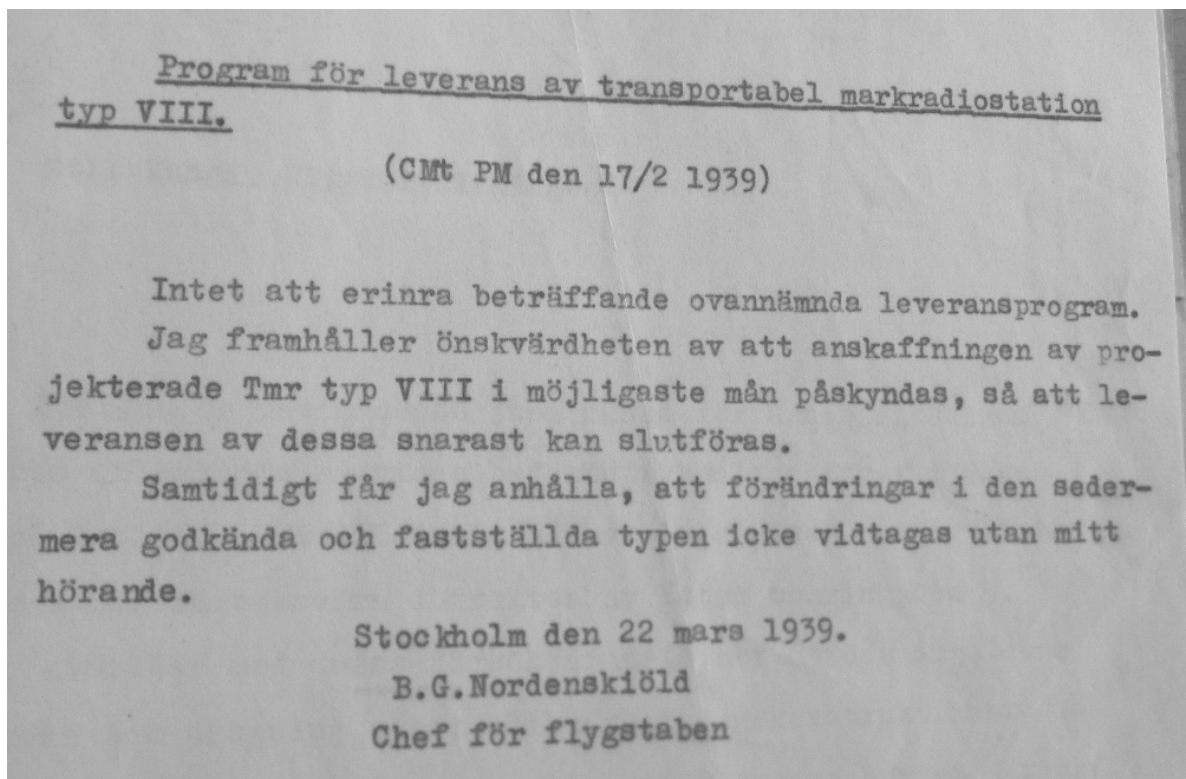 Program för leverans av transportabel markradiostation
typ VIII.
(CMt PM den 17/2 1939)
Intet att erinra beträffande ovannämnda leveransprogram.
Jag framhåller önskvärdheten av att anskaffningen av pro-
jekterade Tmr typ VIII i möjligaste mån påskyndas, så att le-
veransen av dessa snarast kan slutföras.
Samtidigt får jag anhålla, att förändringar i den seder-
mera godkända och fastställda typen icke vidtagas utan mitt
hörande.
Stockholm den 22 mars 1939.
B.G.Nordenskiöld
Chef för flygstaben